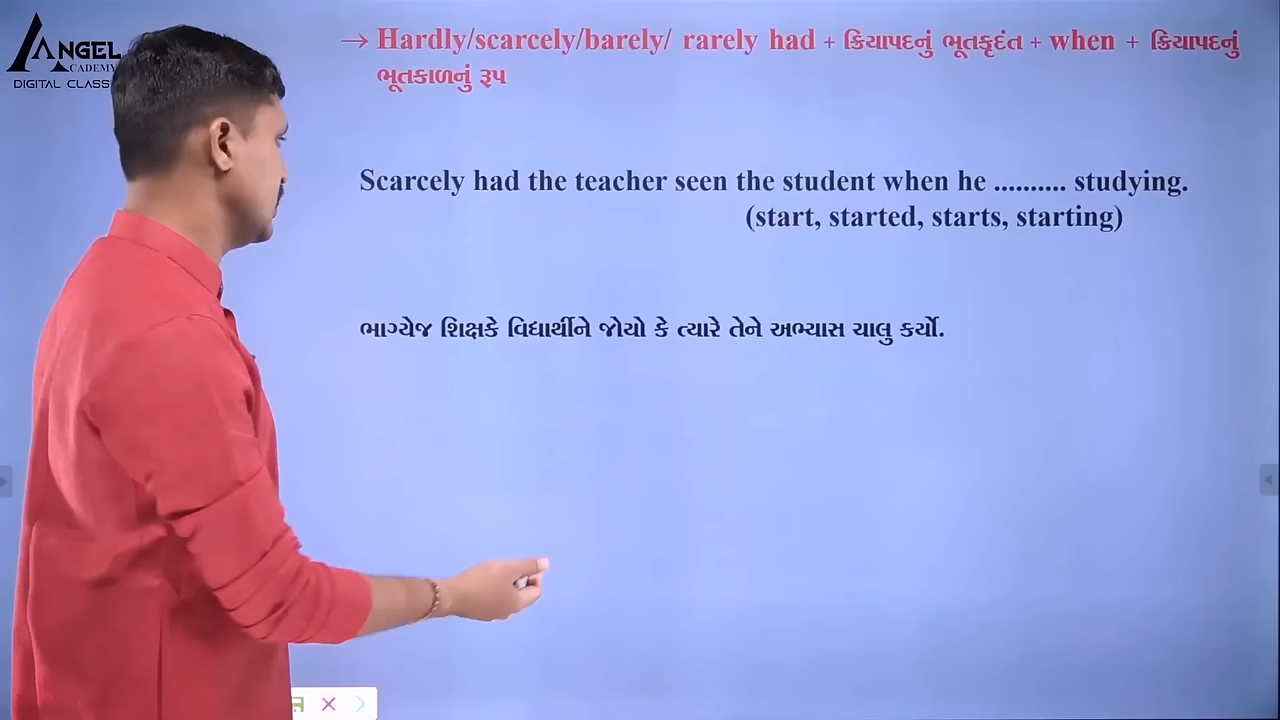 ANGEL
ACADEMY
DIGITAL CLASS
→ Hardly/scarcely/barely/ rarely had + ક્રિયાપદનું ભૂતકૃદંત + when + ક્રિયાપદનું
ભૂતકાળનું રૂપ
Scarcely had the teacher seen the student when he .......... studying.
(start, started, starts, starting)
ભાગ્યેજ શિક્ષકે વિદ્યાર્થીને જોયો કે ત્યારે તેને અભ્યાસ ચાલુ કર્યો.